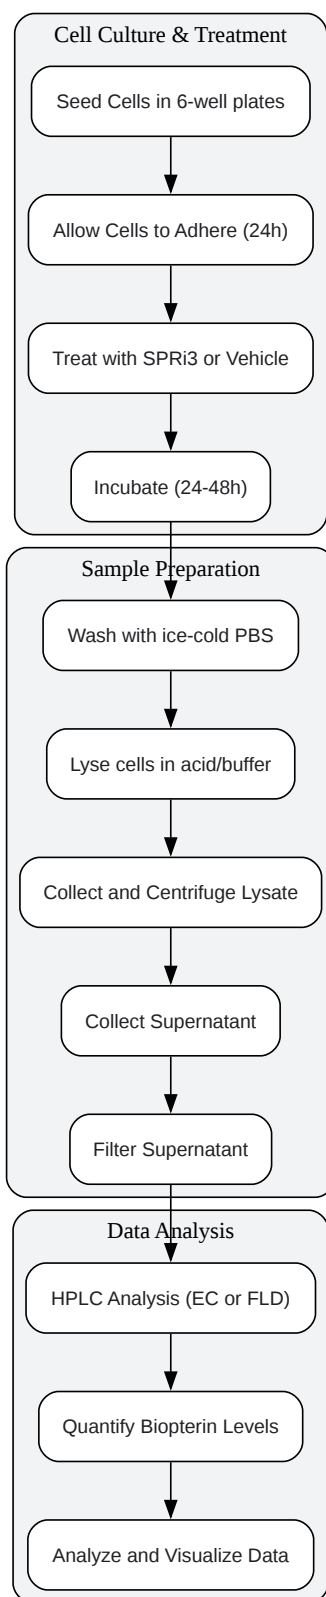 Cell Culture & Treatment
Seed Cells in 6-well plates
Allow Cells to Adhere (24h)
Treat with SPRi3 or Vehicle
Incubate (24-48h)
Sample Preparation
Wash with ice-cold PBS
Lyse cells in acid/buffer
Collect and Centrifuge Lysate
Collect Supernatant
Filter Supernatant
Data Analysis
HPLC Analysis (EC or FLD)
Quantify Biopterin Levels
Analyze and Visualize Data